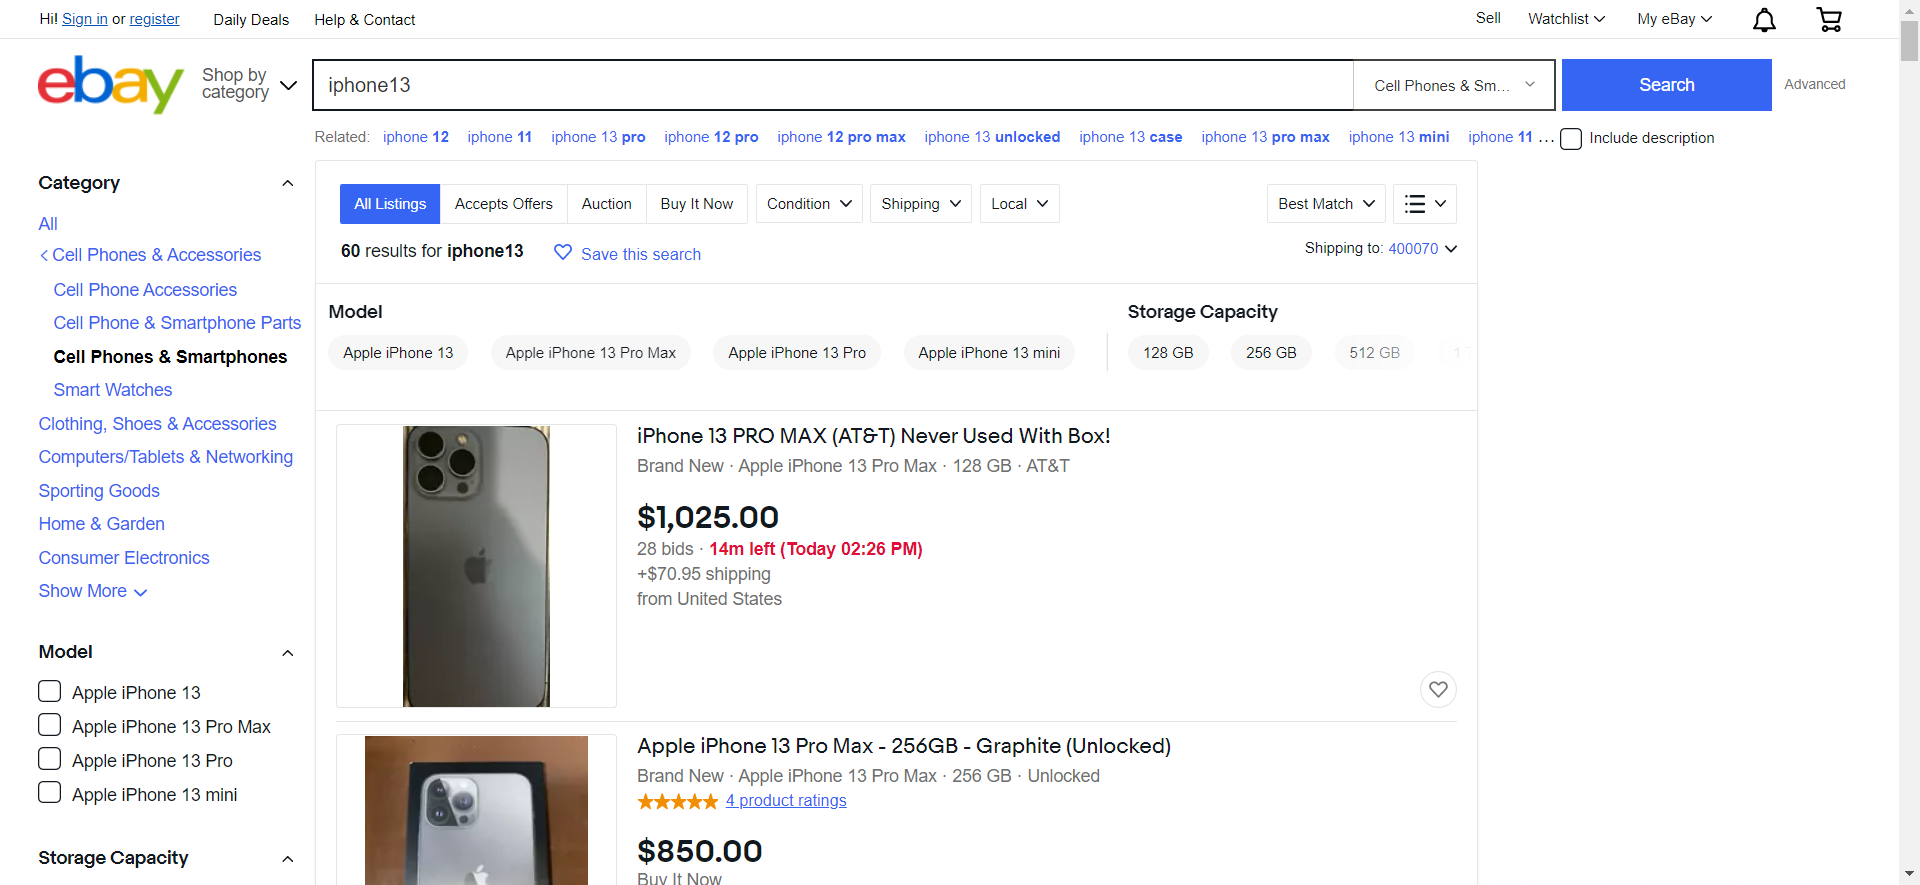 Hi! Sign in or register Daily Deals Help & Contact Sell Watchlist My eBay
ebay Shop by category iphone13 Cell Phones & Sm... Search Advanced
Related: iphone 12 iphone 11 iphone 13 pro iphone 12 pro iphone 12 pro max iphone 13 unlocked iphone 13 case iphone 13 pro max iphone 13 mini iphone 11 ... Include description
Category
All
Cell Phones & Accessories
Cell Phone Accessories
Cell Phone & Smartphone Parts
Cell Phones & Smartphones
Smart Watches
Clothing, Shoes & Accessories
Computers/Tablets & Networking
Sporting Goods
Home & Garden
Consumer Electronics
Show More
Model
Apple iPhone 13
Apple iPhone 13 Pro Max
Apple iPhone 13 Pro
Apple iPhone 13 mini
Storage Capacity
All Listings Accepts Offers Auction Buy It Now Condition Shipping Local Best Match
60 results for iphone13 Save this search Shipping to: 400070
Model Storage Capacity
Apple iPhone 13 Apple iPhone 13 Pro Max Apple iPhone 13 Pro Apple iPhone 13 mini 128 GB 256 GB 512 GB
iPhone 13 PRO MAX (AT&T) Never Used With Box!
Brand New · Apple iPhone 13 Pro Max · 128 GB · AT&T
$1,025.00
28 bids · 14m left (Today 02:26 PM)
+$70.95 shipping
from United States
Apple iPhone 13 Pro Max - 256GB - Graphite (Unlocked)
Brand New · Apple iPhone 13 Pro Max · 256 GB · Unlocked
4 product ratings
$850.00
Buy It Now